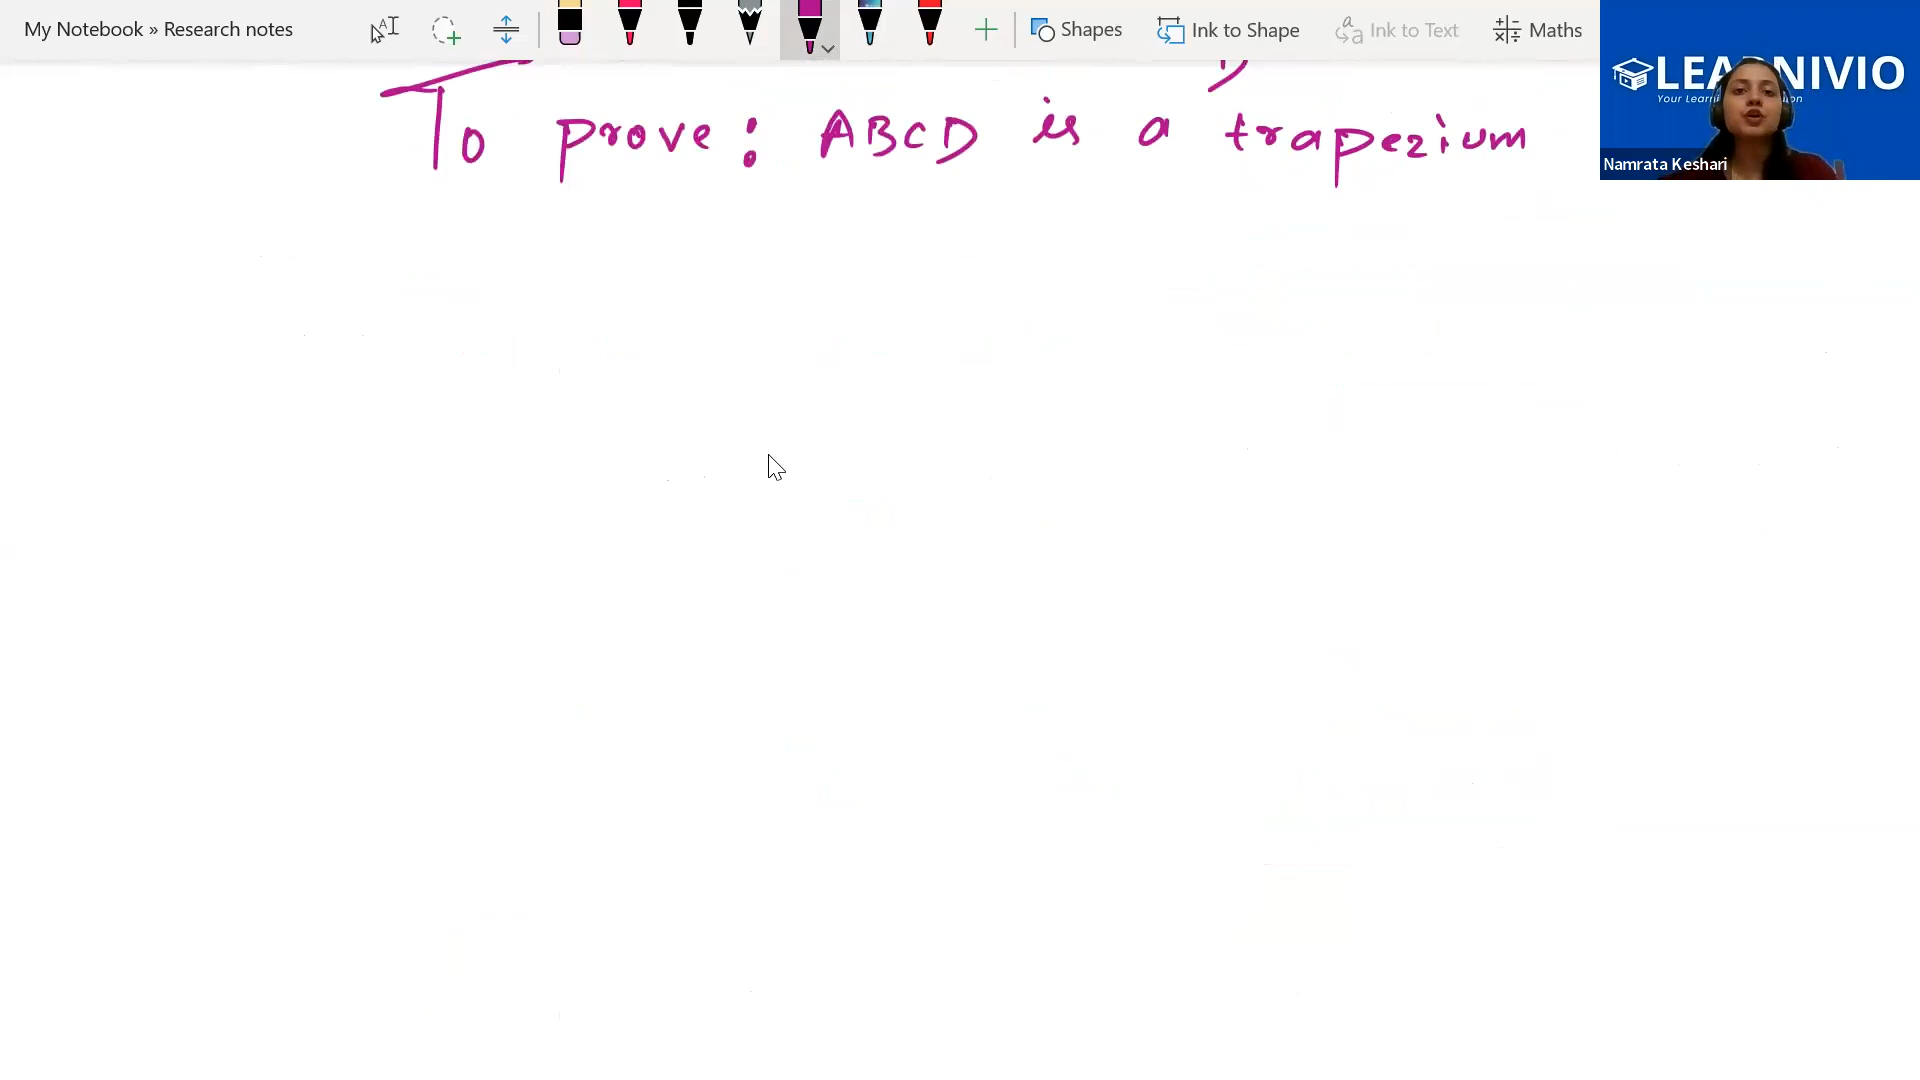 My Notebook » Research notes
Shapes
Ink to Shape
Ink to Text
Maths
LEARNIVIO
Namrata Keshari
To prove : ABCD is a trapezium